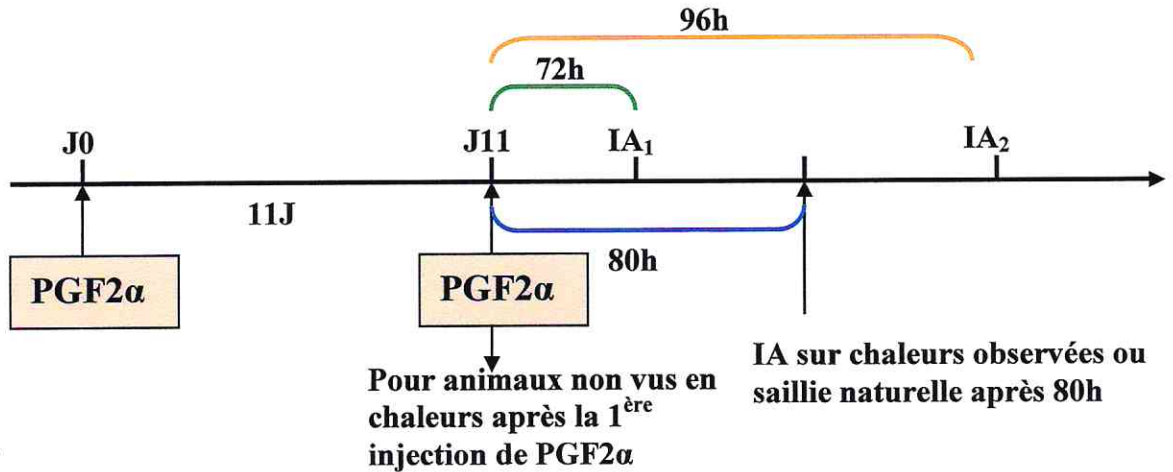 96h
72h
J0
J11
IA₁
IA₂
11J
80h
PGF2α
PGF2α
Pour animaux non vus en
chaleurs après la 1ère
injection de PGF2α
IA sur chaleurs observées ou
saillie naturelle après 80h